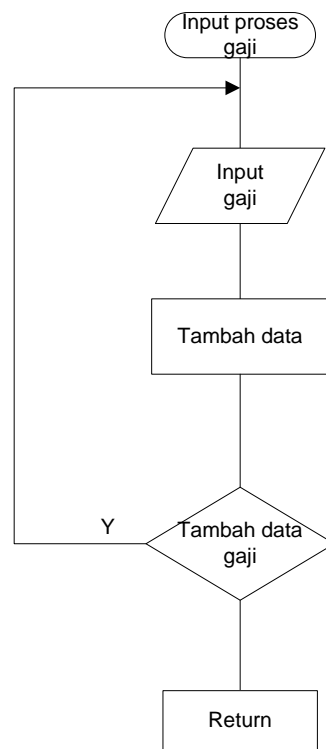 Input proses
gaji
Input
gaji
Tambah data
Tambah data
gaji
Y
Return